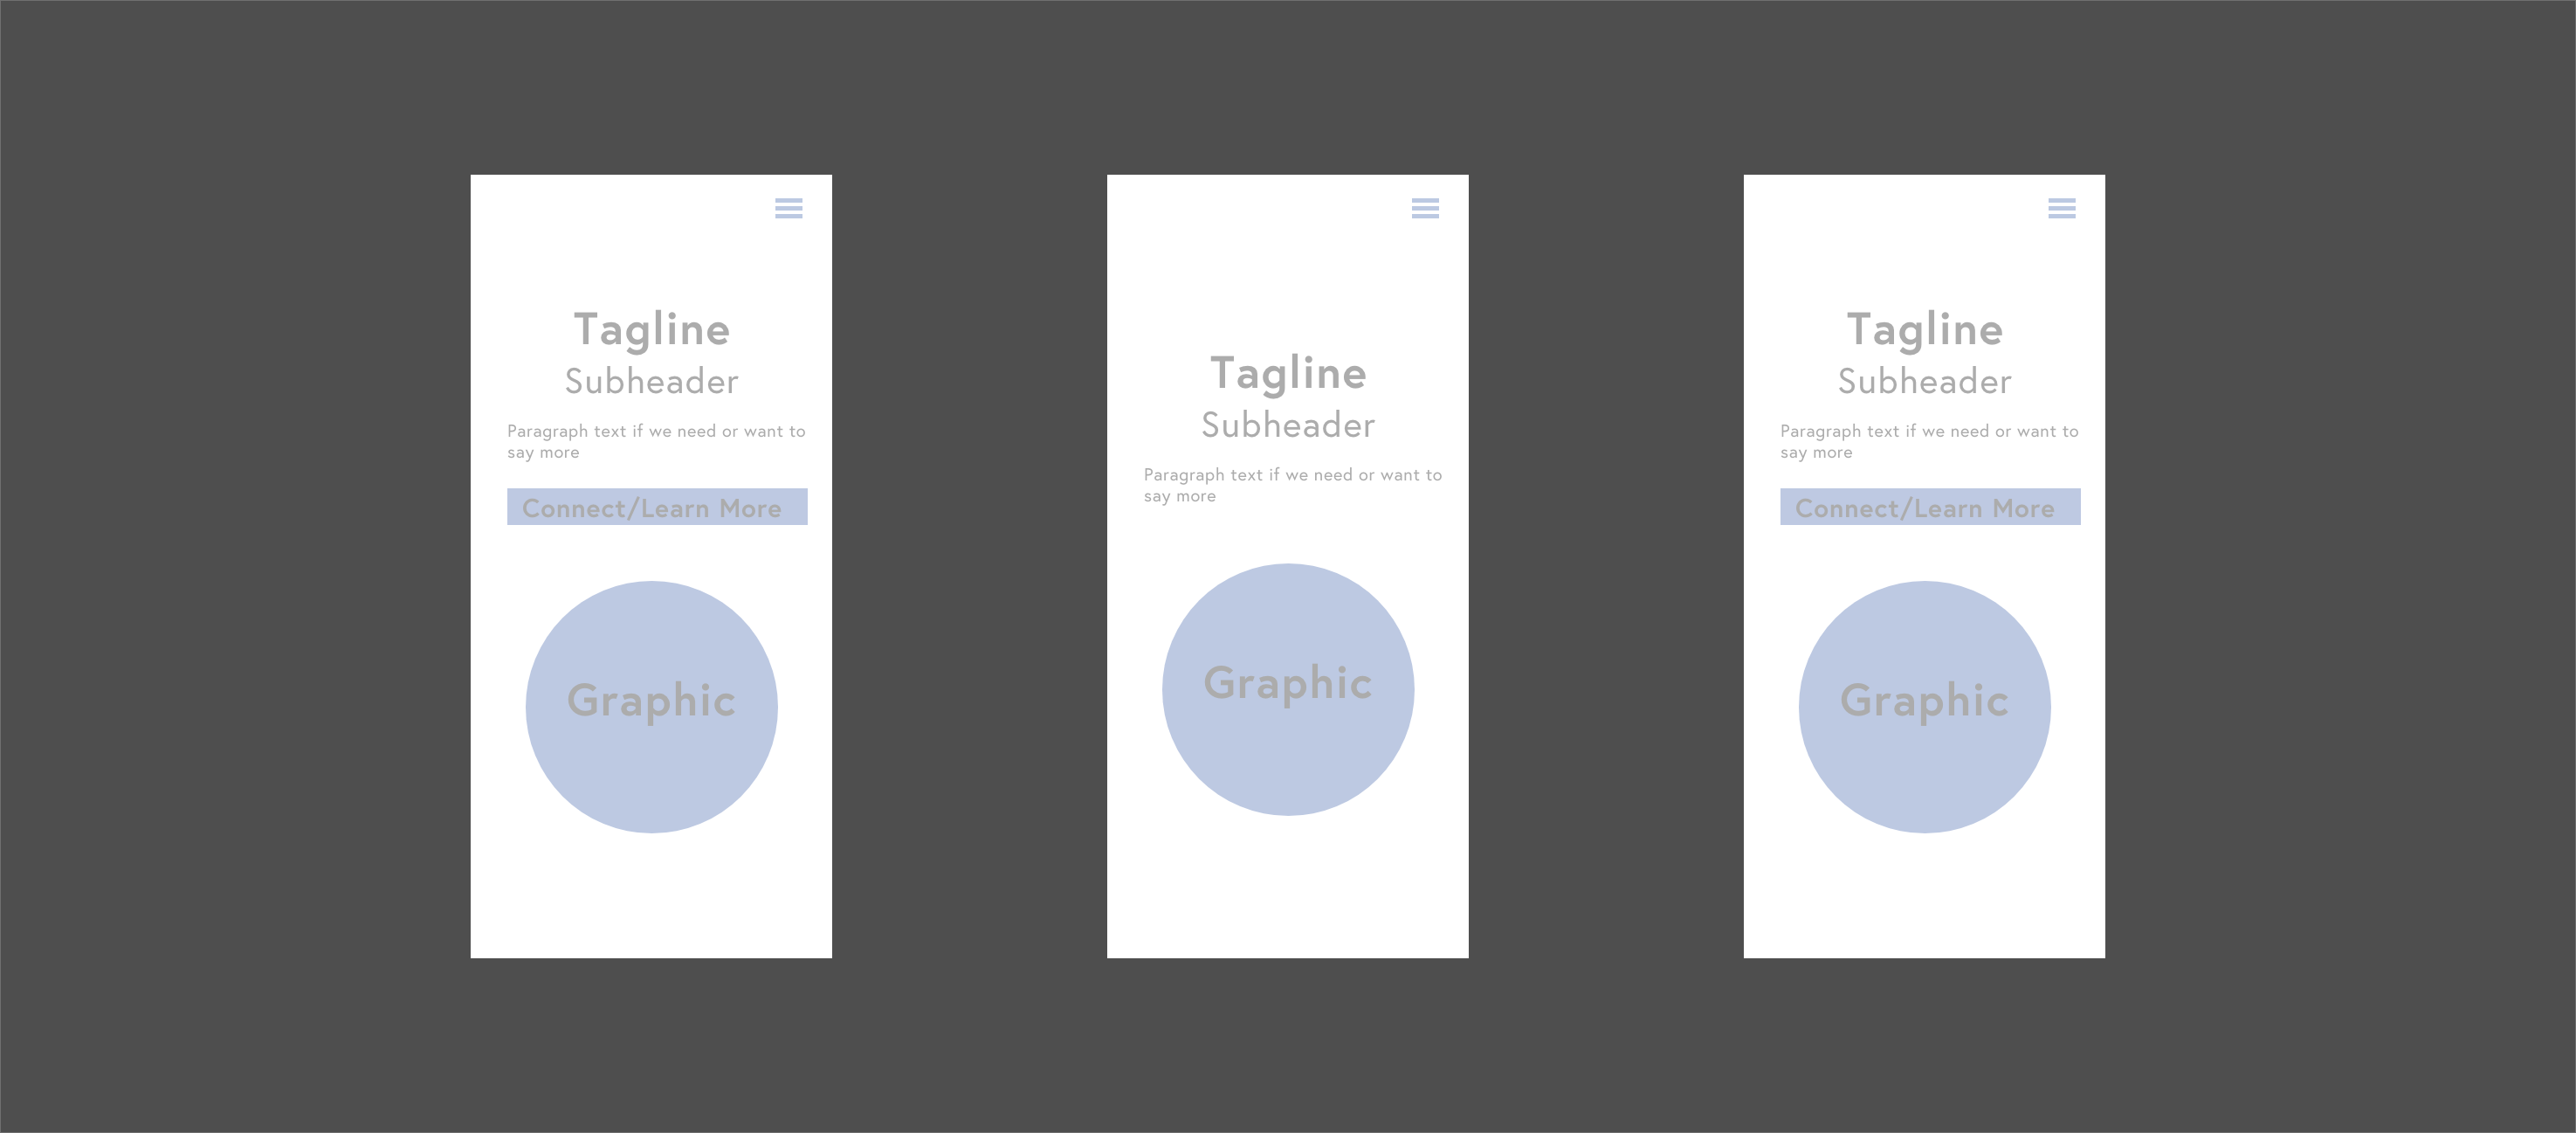 Tagline
Subheader
Paragraph text if we need or want to
say more
Connect/Learn More
Graphic
Tagline
Subheader
Paragraph text if we need or want to
say more
Graphic
Tagline
Subheader
Paragraph text if we need or want to
say more
Connect/Learn More
Graphic